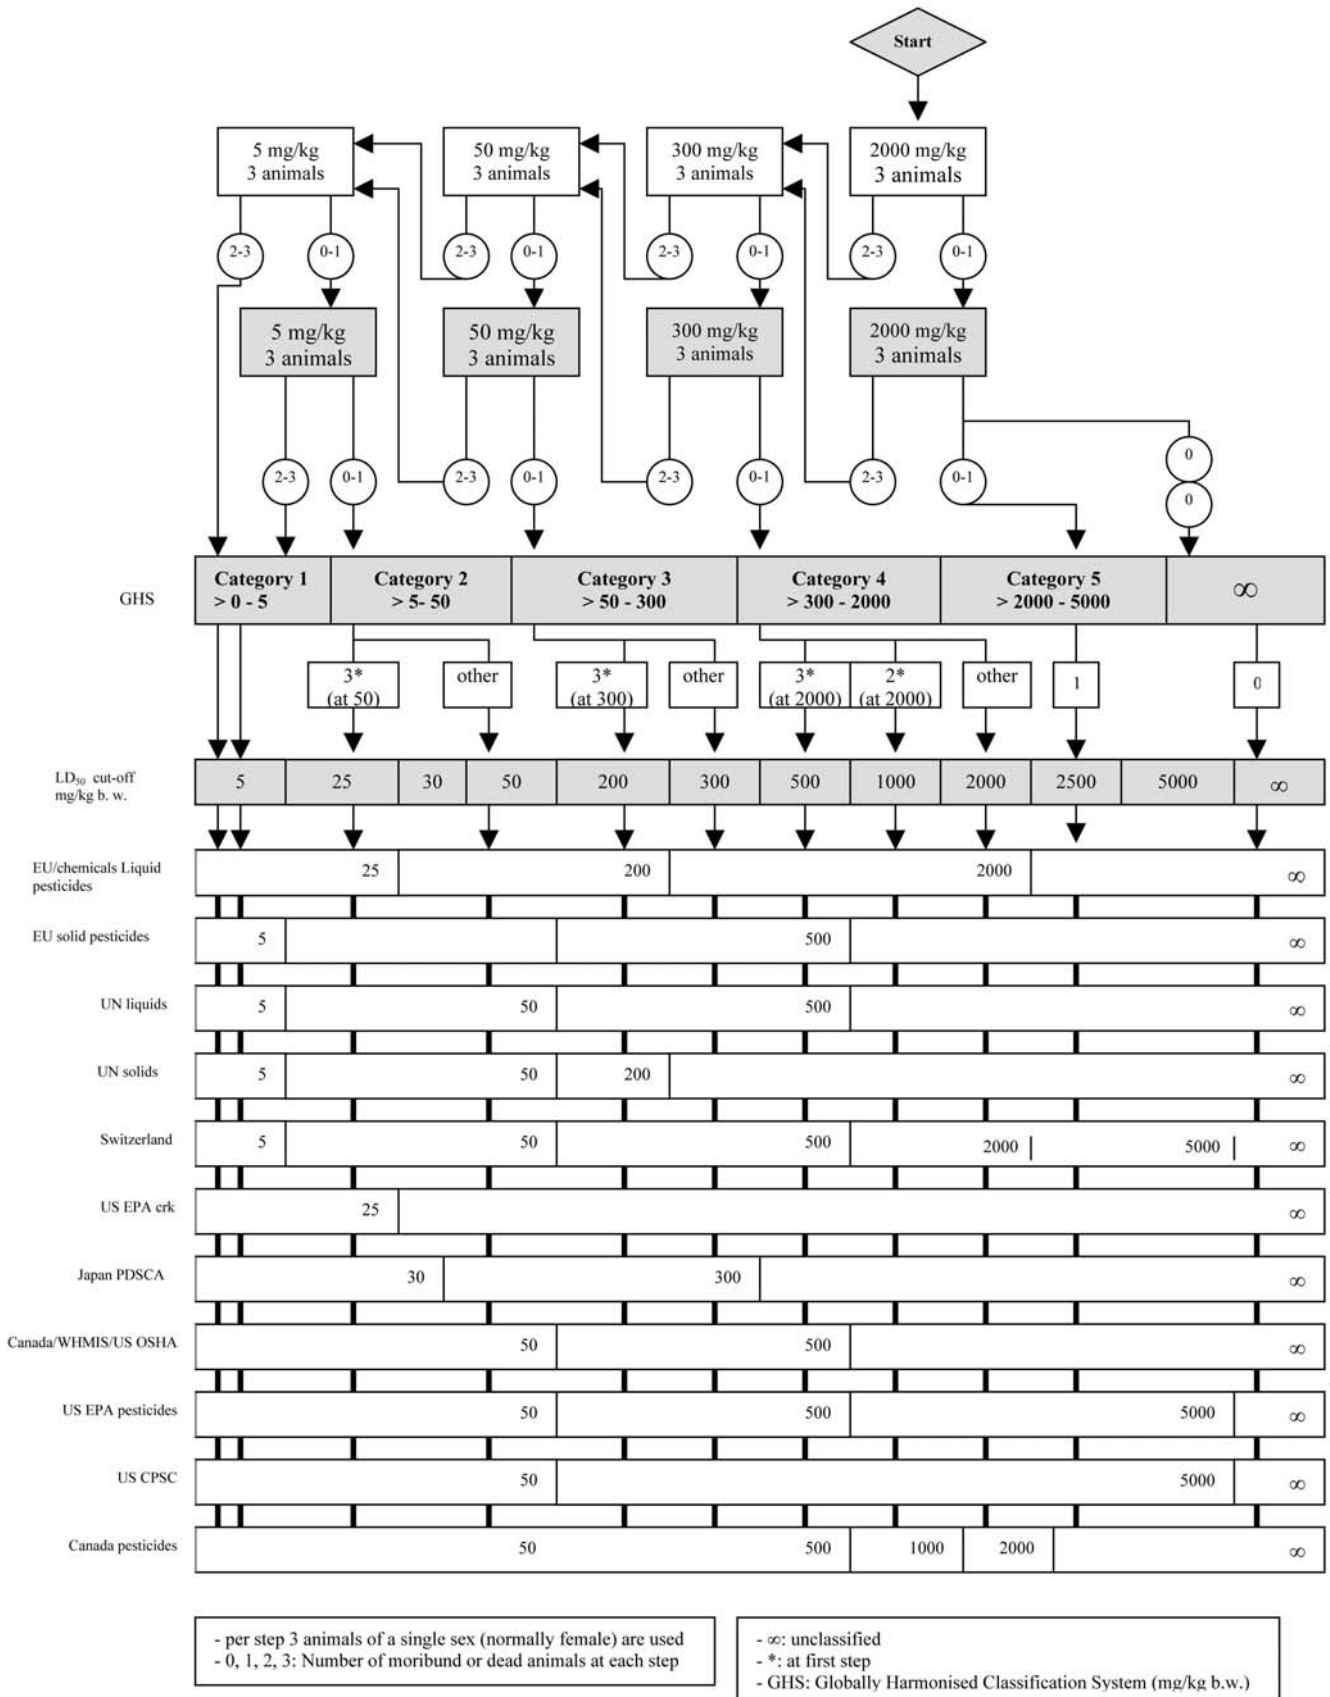 Start
5 mg/kg
3 animals
50 mg/kg
3 animals
300 mg/kg
3 animals
2000 mg/kg
3 animals
2-3
0-1
2-3
0-1
2-3
0-1
2-3
0-1
5 mg/kg
3 animals
50 mg/kg
3 animals
300 mg/kg
3 animals
2000 mg/kg
3 animals
2-3
0-1
2-3
0-1
2-3
0-1
2-3
0-1
0
0
GHS
Category 1
> 0 - 5
Category 2
> 5- 50
Category 3
> 50 - 300
Category 4
> 300 - 2000
Category 5
> 2000 - 5000
∞
3*
(at 50)
other
3*
(at 300)
other
3*
(at 2000)
2*
(at 2000)
other
1
0
LD₅₀ cut-off
mg/kg b. w.
5
25
30
50
200
300
500
1000
2000
2500
5000
∞
EU/chemicals Liquid
pesticides
25
200
2000
∞
EU solid pesticides
5
500
∞
UN liquids
5
50
500
∞
UN solids
5
50
200
∞
Switzerland
5
50
500
2000
5000
∞
US EPA crk
25
∞
Japan PDSCA
30
300
∞
Canada/WHMIS/US OSHA
50
500
∞
US EPA pesticides
50
500
5000
∞
US CPSC
50
5000
∞
Canada pesticides
50
500
1000
2000
∞
- per step 3 animals of a single sex (normally female) are used
- 0, 1, 2, 3: Number of moribund or dead animals at each step
- ∞: unclassified
- *: at first step
- GHS: Globally Harmonised Classification System (mg/kg b.w.)